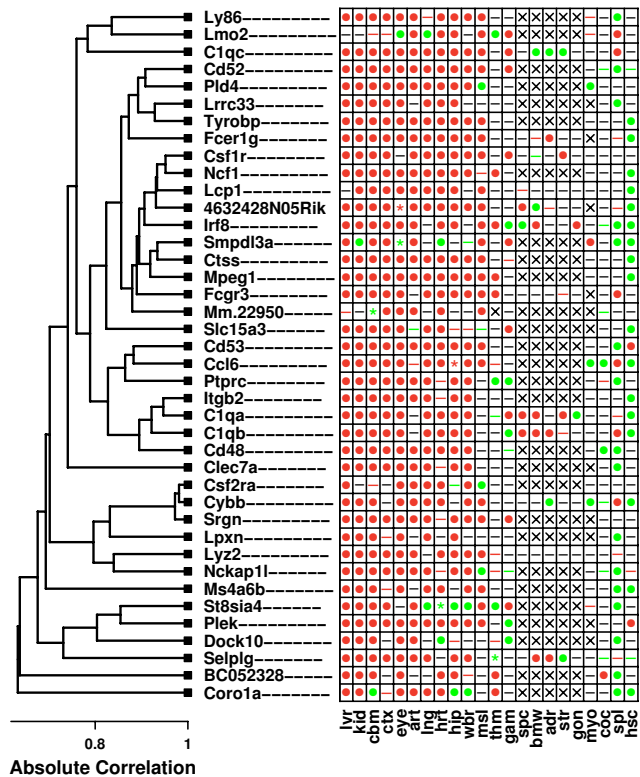 Ly86
Lmo2
C1qc
Cd52
Pld4
Lrrc33
Tyrobp
Fcer1g
Csf1r
Ncf1
Lcp1
4632428N05Rik
Irf8
Smpdl3a
Ctss
Mpeg1
Fcgr3
Mm.22950
Slc15a3
Cd53
Ccl6
Ptprc
Itgb2
C1qa
C1qb
Cd48
Clec7a
Csf2ra
Cybb
Srgn
Lpxn
Lyz2
Nckap1l
Ms4a6b
St8sia4
Plek
Dock10
Selplg
BC052328
Coro1a
lvr kid cbm ctx eye art lng hrt hip wbr msl thm gam spc bmw adr str gon myo coc spl hsc
0.8 1
Absolute Correlation